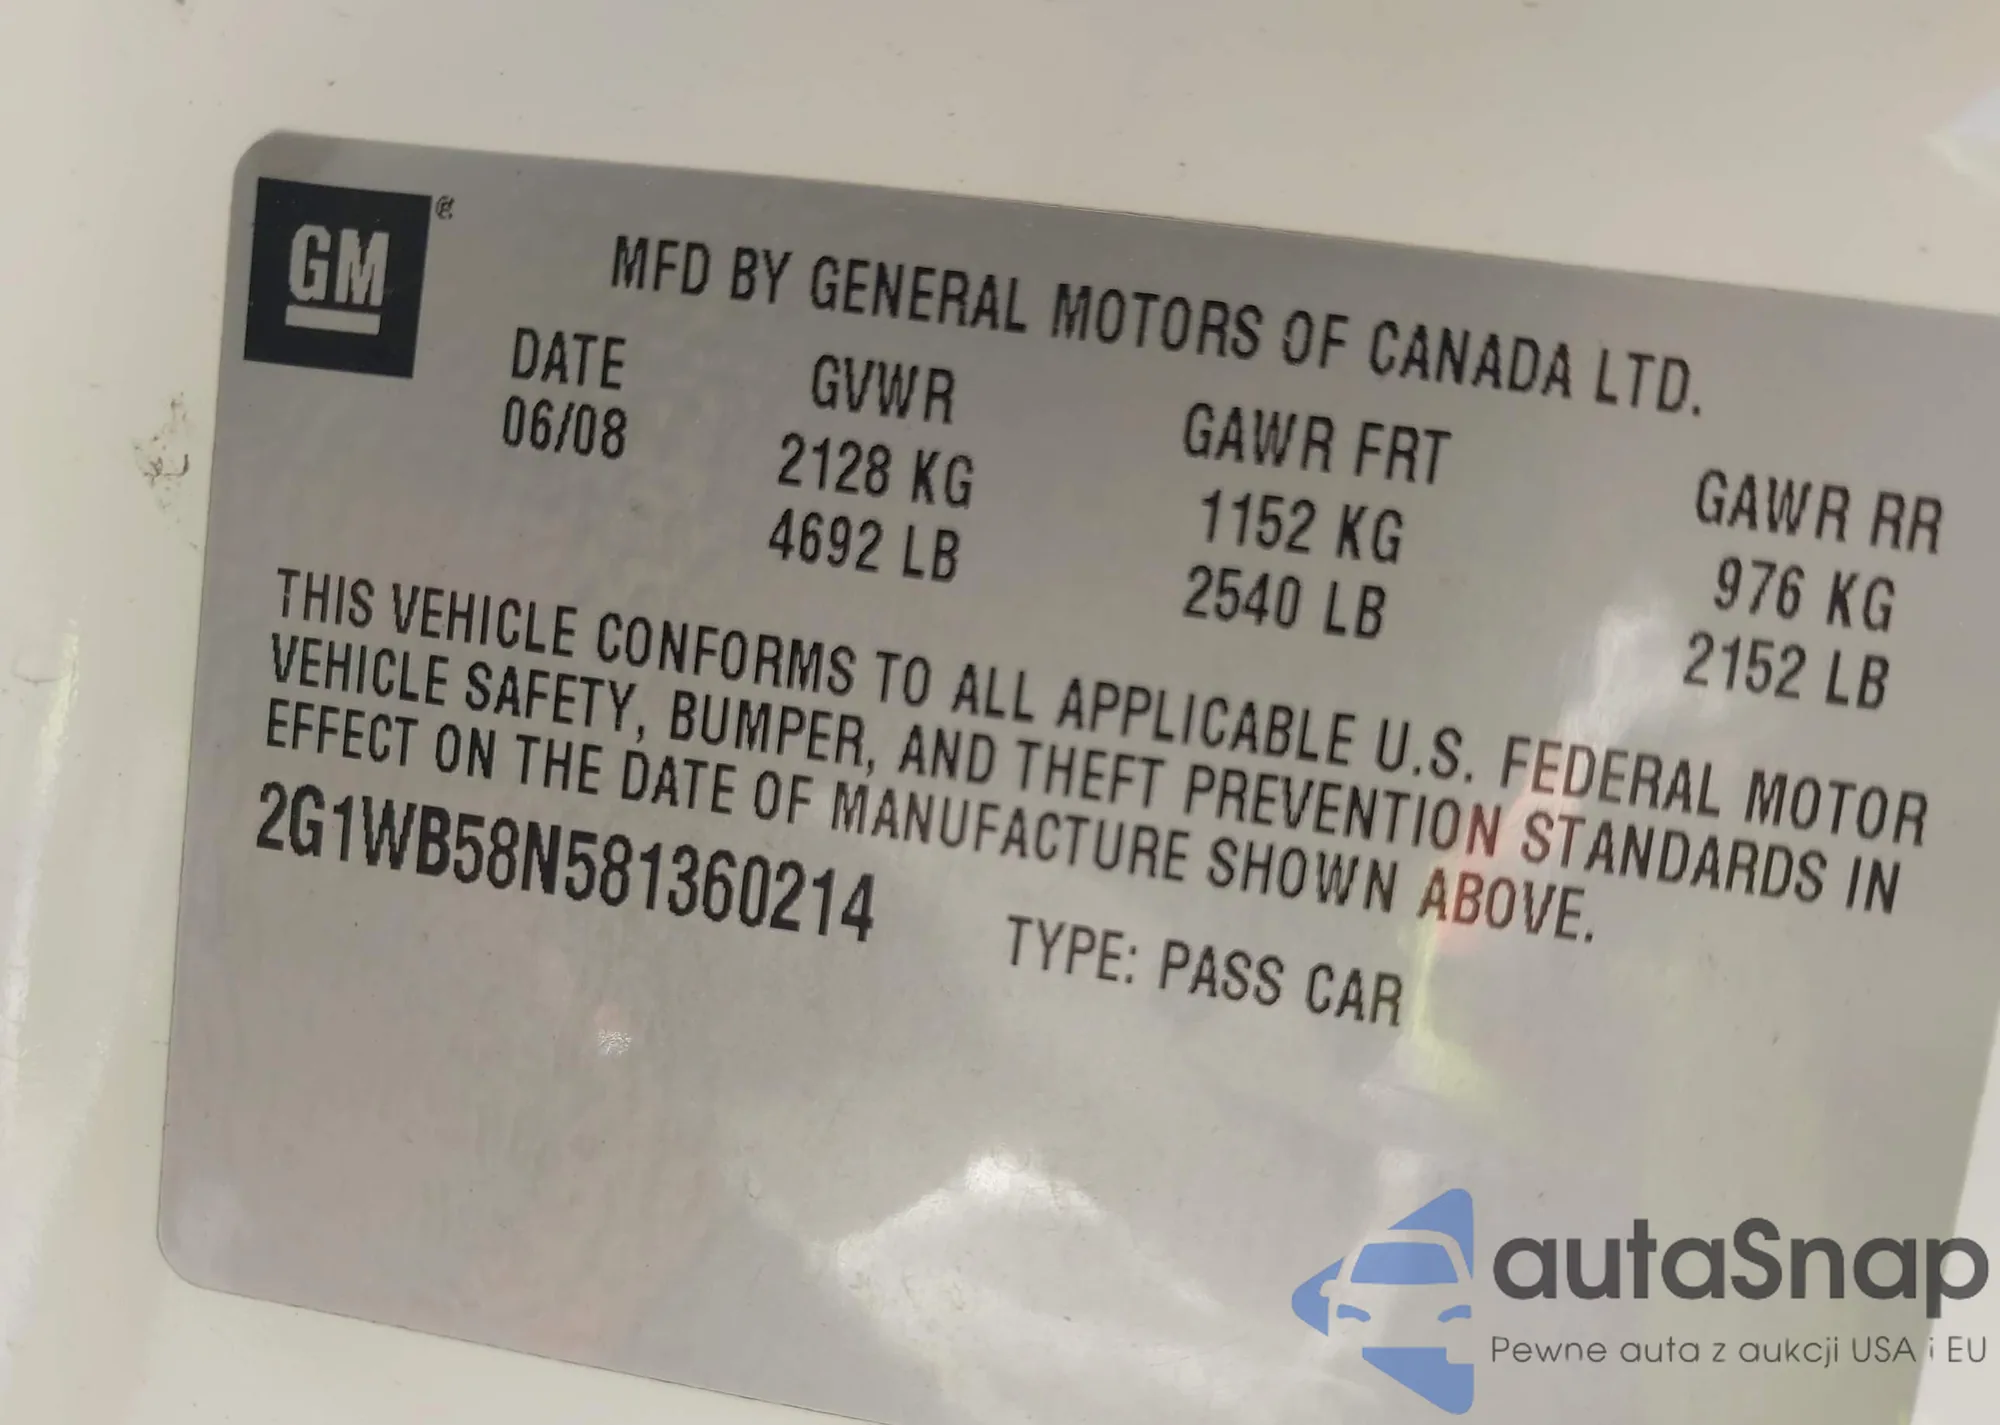 GM®
MFD BY GENERAL MOTORS OF CANADA LTD.
DATE GVWR GAWR FRT GAWR RR
06/08 2128 KG 1152 KG 976 KG
4692 LB 2540 LB 2152 LB
THIS VEHICLE CONFORMS TO ALL APPLICABLE U.S. FEDERAL MOTOR
VEHICLE SAFETY, BUMPER, AND THEFT PREVENTION STANDARDS IN
EFFECT ON THE DATE OF MANUFACTURE SHOWN ABOVE.
2G1WB58N581360214 TYPE: PASS CAR
autaSnap
Pewne auta z aukcji USA i EU